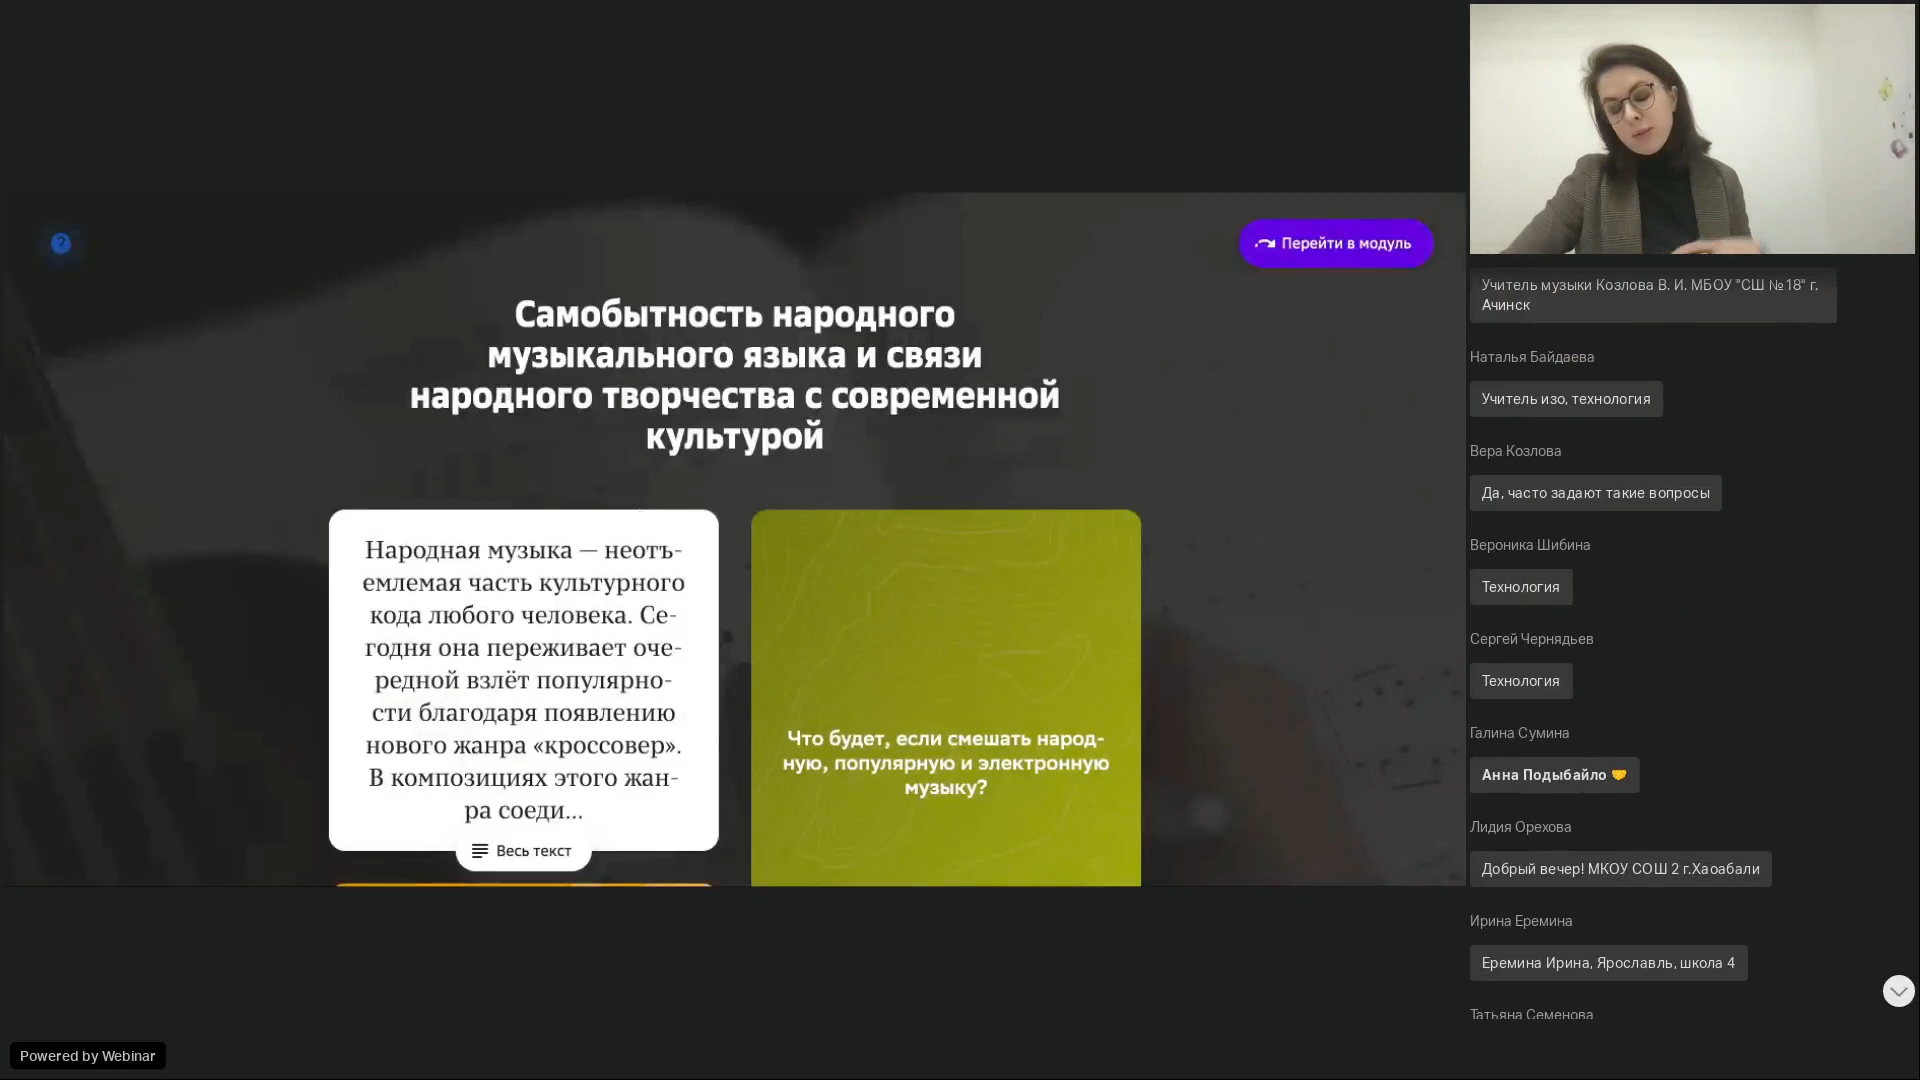 ?
Перейти в модуль
Самобытность народного
музыкального языка и связи
народного творчества с современной
культурой
Народная музыка — неотъ-
емлемая часть культурного
кода любого человека. Се-
годня она переживает оче-
редной взлёт популярно-
сти благодаря появлению
нового жанра «кроссовер».
В композициях этого жан-
ра соеди...
Весь текст
Что будет, если смешать народ-
ную, популярную и электронную
музыку?
Учитель музыки Козлова В. И. МБОУ "СШ №18" г.
Ачинск
Наталья Байдаева
Учитель изо, технология
Вера Козлова
Да, часто задают такие вопросы
Вероника Шибина
Технология
Сергей Чернядьев
Технология
Галина Сумина
Анна Подыбайло 🤝
Лидия Орехова
Добрый вечер! МКОУ СОШ 2 г.Хаоабали
Ирина Еремина
Еремина Ирина, Ярославль, школа 4
Татьяна Семенова
Powered by Webinar